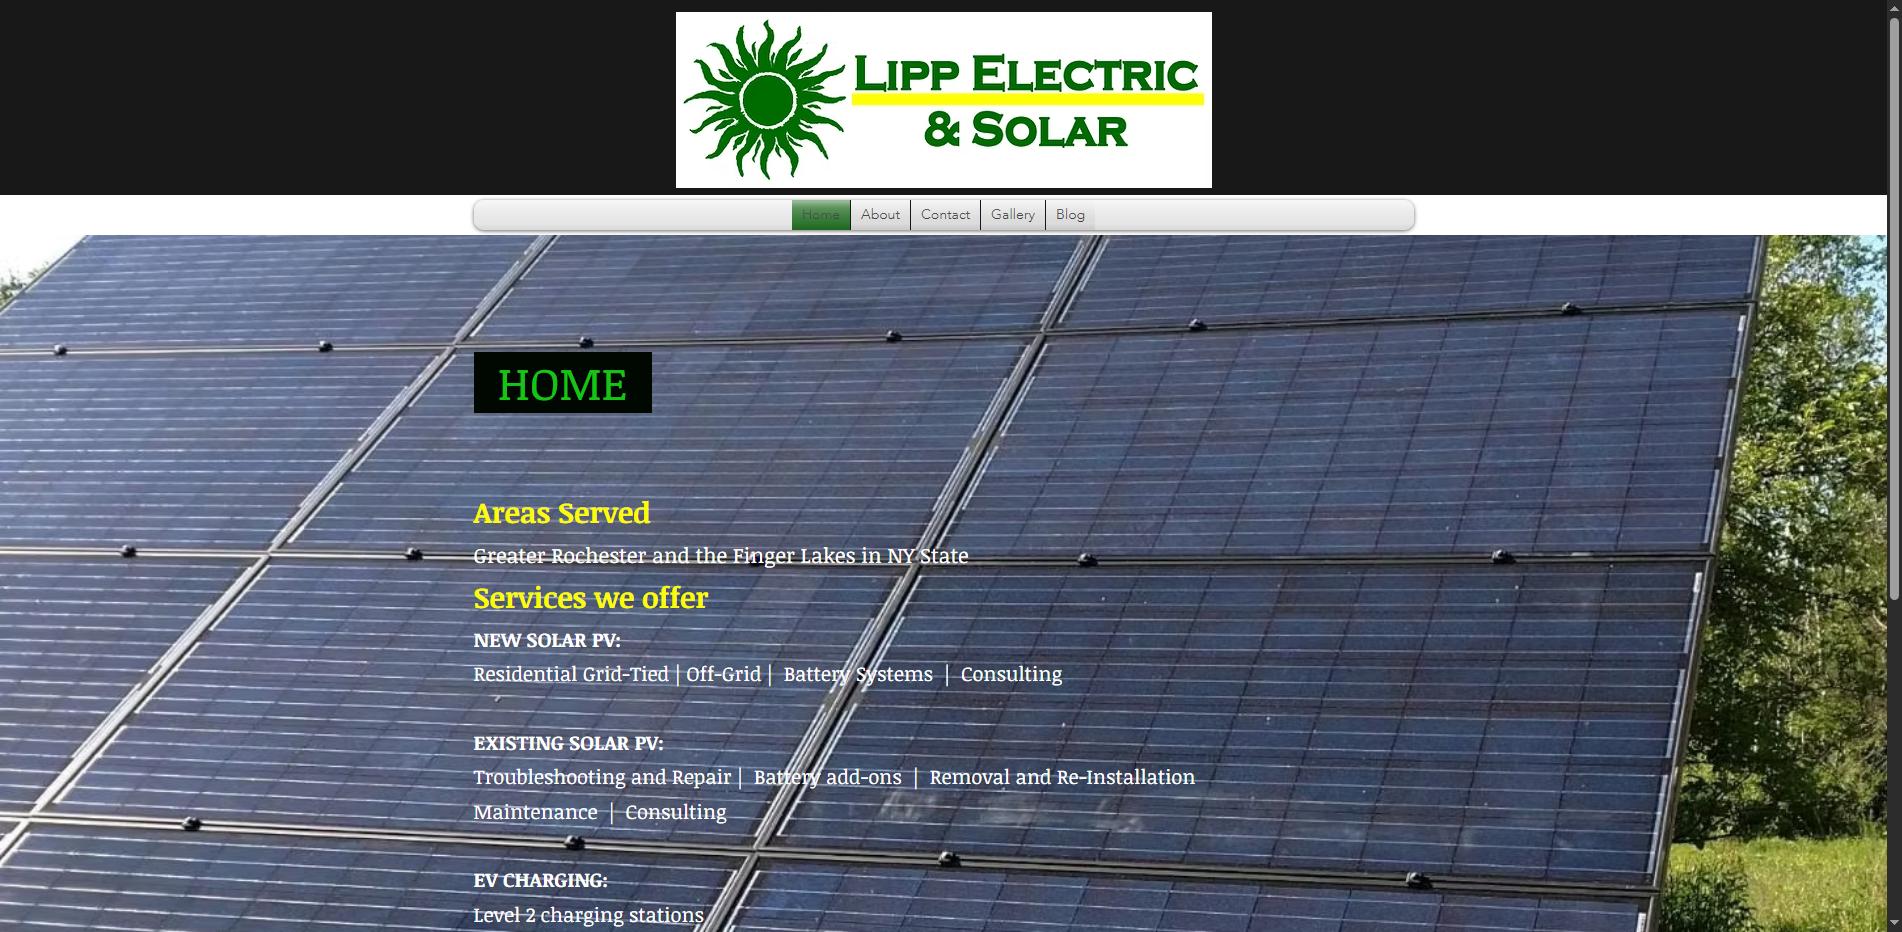 LIPP ELECTRIC
& SOLAR
Home About Contact Gallery Blog
HOME
Areas Served
Greater Rochester and the Finger Lakes in NY State
Services we offer
NEW SOLAR PV:
Residential Grid-Tied | Off-Grid |  Battery Systems  |  Consulting
EXISTING SOLAR PV:
Troubleshooting and Repair |  Battery add-ons  |  Removal and Re-Installation
Maintenance  |  Consulting
EV CHARGING:
Level 2 charging stations